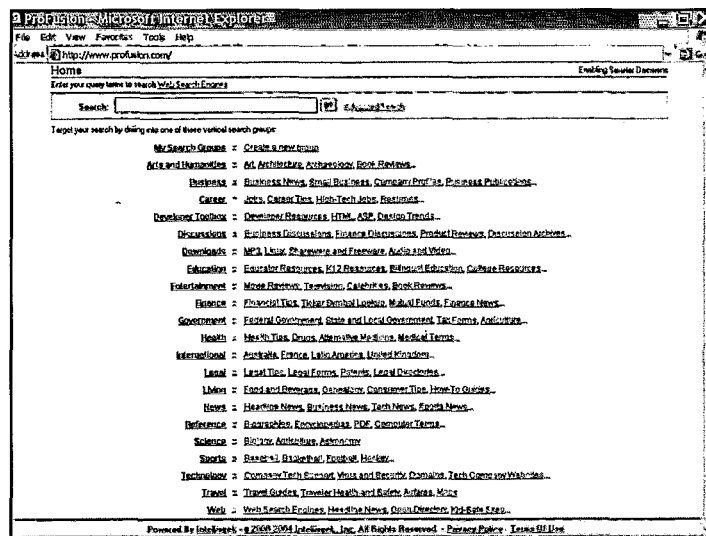 ProFusion - Microsoft Internet Explorer
File Edit View Favorites Tools Help
Address http://www.profusion.com/
Home Enabling Smarter Decisions
Enter your query terms to search Web Search Engines
Search: Advanced Search
Target your search by drilling into one of these vertical search groups:
My Search Groups :: Create a new group
Arts and Humanities :: Art, Architecture, Archaeology, Book Reviews...
Business :: Business News, Small Business, Company Profiles, Business Publications...
Career :: Jobs, Career Tips, High-Tech Jobs, Resumes...
Developer Toolbox :: Developer Resources, HTML, ASP, Design Trends...
Discussions :: Business Discussions, Finance Discussions, Product Reviews, Discussion Archives...
Downloads :: MP3, Linux, Shareware and Freeware, Audio and Video...
Education :: Educator Resources, K12 Resources, Bilingual Education, College Resources...
Entertainment :: Movie Reviews, Television, Celebrities, Book Reviews...
Finance :: Financial Tips, Ticker Symbol Lookup, Mutual Funds, Finance News...
Government :: Federal Government, State and Local Government, Tax Forms, Agriculture...
Health :: Health Tips, Drugs, Alternative Medicine, Medical Terms...
International :: Australia, France, Latin America, United Kingdom...
Legal :: Legal Tips, Legal Forms, Patents, Legal Directories...
Living :: Food and Beverage, Genealogy, Consumer Tips, How-To Guides...
News :: Headline News, Business News, Tech News, Sports News...
Reference :: Biographies, Encyclopedias, PDF, Computer Terms...
Science :: Biology, Agriculture, Astronomy
Sports :: Baseball, Basketball, Football, Hockey...
Technology :: Company Tech Support, Virus and Security, Domains, Tech Company Websites...
Travel :: Travel Guides, Traveler Health and Safety, Airfares, Maps
Web :: Web Search Engines, Headline News, Open Directory, Kid-Safe
Powered By Intelliseek - © 2000-2004 Intelliseek, Inc. All Rights Reserved. - Privacy Policy - Terms Of Use